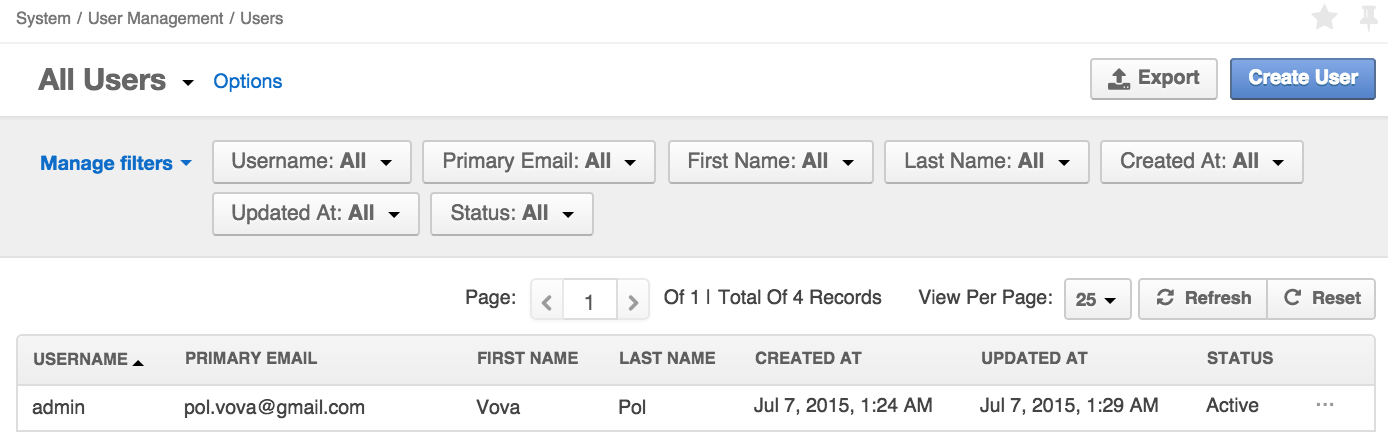 System / User Management / Users
All Users Options Export Create User
Manage filters Username: All Primary Email: All First Name: All Last Name: All Created At: All
Updated At: All Status: All
Page: 1 Of 1 | Total Of 4 Records View Per Page: 25 Refresh Reset
USERNAME PRIMARY EMAIL FIRST NAME LAST NAME CREATED AT UPDATED AT STATUS
admin pol.vova@gmail.com Vova Pol Jul 7, 2015, 1:24 AM Jul 7, 2015, 1:29 AM Active ...